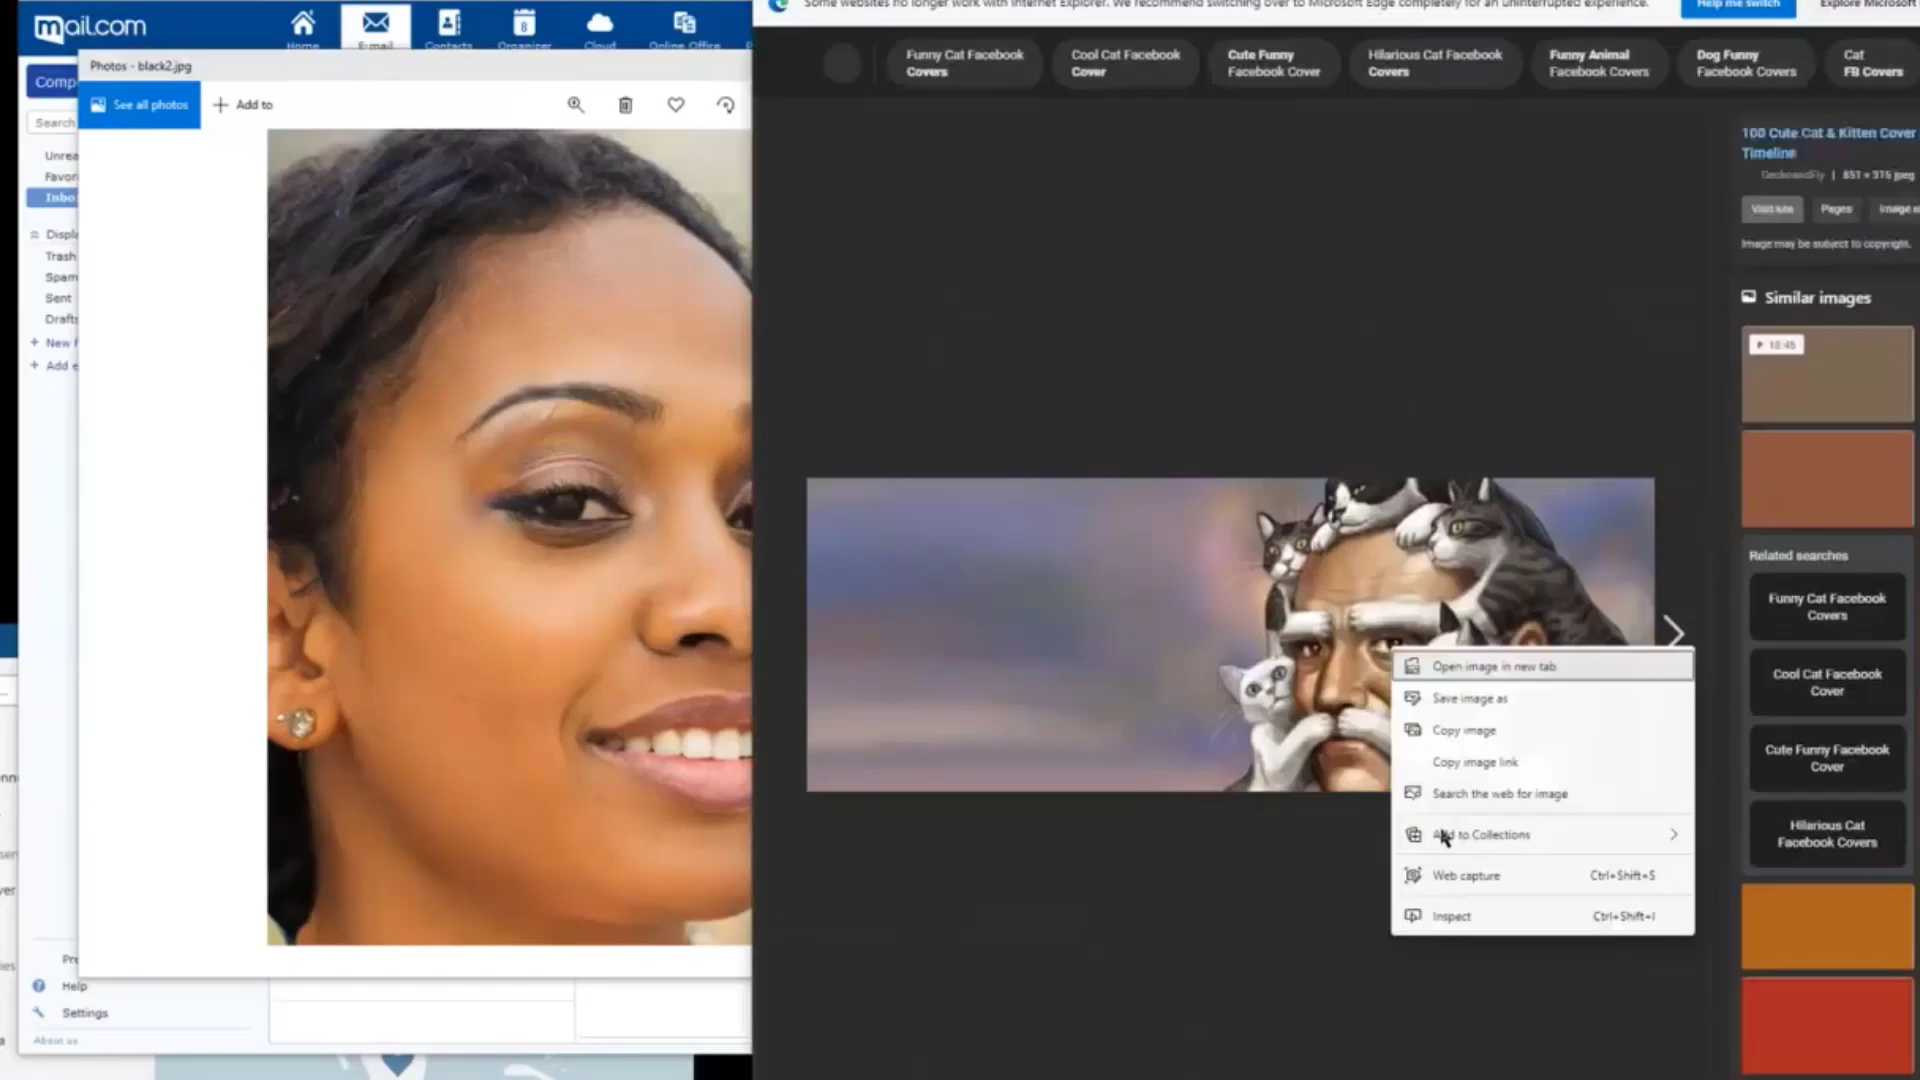 mail.com
Home
E-mail
Contacts
Organizer
Cloud
Online Office
Comp
Search
Unrea
Favor
Inbo
Displ
Trash
Spam
Sent
Drafts
New f
Add e
Pre
Help
Settings
About us
Photos - black2.jpg
See all photos
Add to
Some websites no longer work with Internet Explorer. We recommend switching over to Microsoft Edge completely for an uninterrupted experience.
Help me switch
Explore Microsoft
Funny Cat Facebook
Covers
Cool Cat Facebook
Cover
Cute Funny
Facebook Cover
Hilarious Cat Facebook
Covers
Funny Animal
Facebook Covers
Dog Funny
Facebook Covers
Cat
FB Covers
100 Cute Cat & Kitten Cover
Timeline
GeckoandFly | 851 × 315 jpeg
Visit site
Pages
Image
Image may be subject to copyright.
Similar images
18:45
Related searches
Funny Cat Facebook
Covers
Cool Cat Facebook
Cover
Cute Funny Facebook
Cover
Hilarious Cat
Facebook Covers
Open image in new tab
Save image as
Copy image
Copy image link
Search the web for image
Add to Collections
Web capture Ctrl+Shift+S
Inspect Ctrl+Shift+I